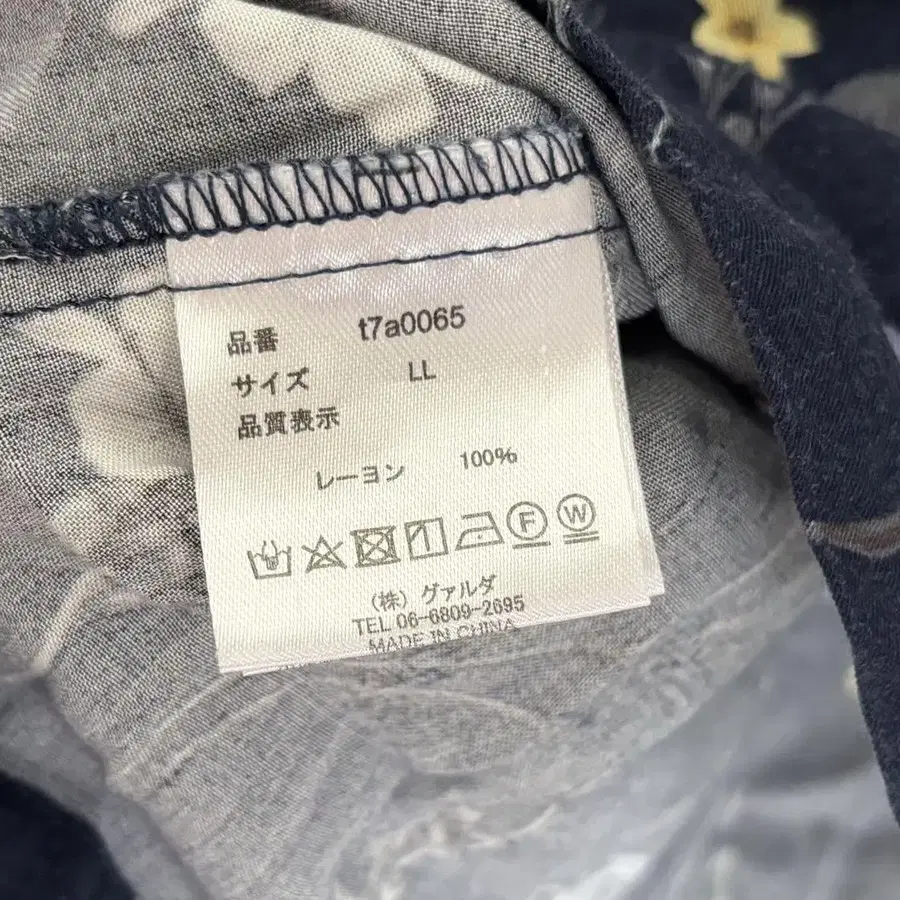 品番 t7a0065
サイズ LL
品質表示
レーヨン 100%
F W
(株) グァルダ
TEL 06-6809-2695
MADE IN CHINA